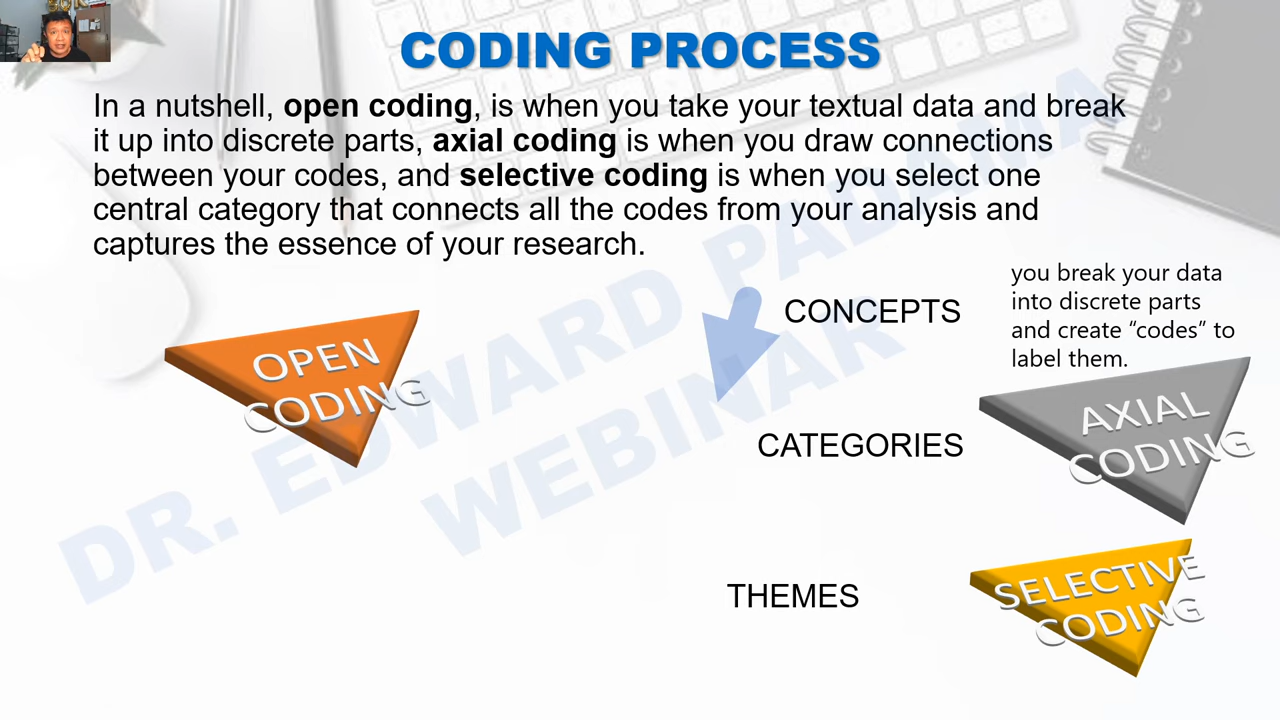 CODING PROCESS
In a nutshell, open coding, is when you take your textual data and break
it up into discrete parts, axial coding is when you draw connections
between your codes, and selective coding is when you select one
central category that connects all the codes from your analysis and
captures the essence of your research.
you break your data
into discrete parts
and create “codes” to
label them.
CONCEPTS
OPEN
CODING
CATEGORIES
AXIAL
CODING
THEMES
SELECTIVE
CODING
DR. EDWARD PADAMA
WEBINAR